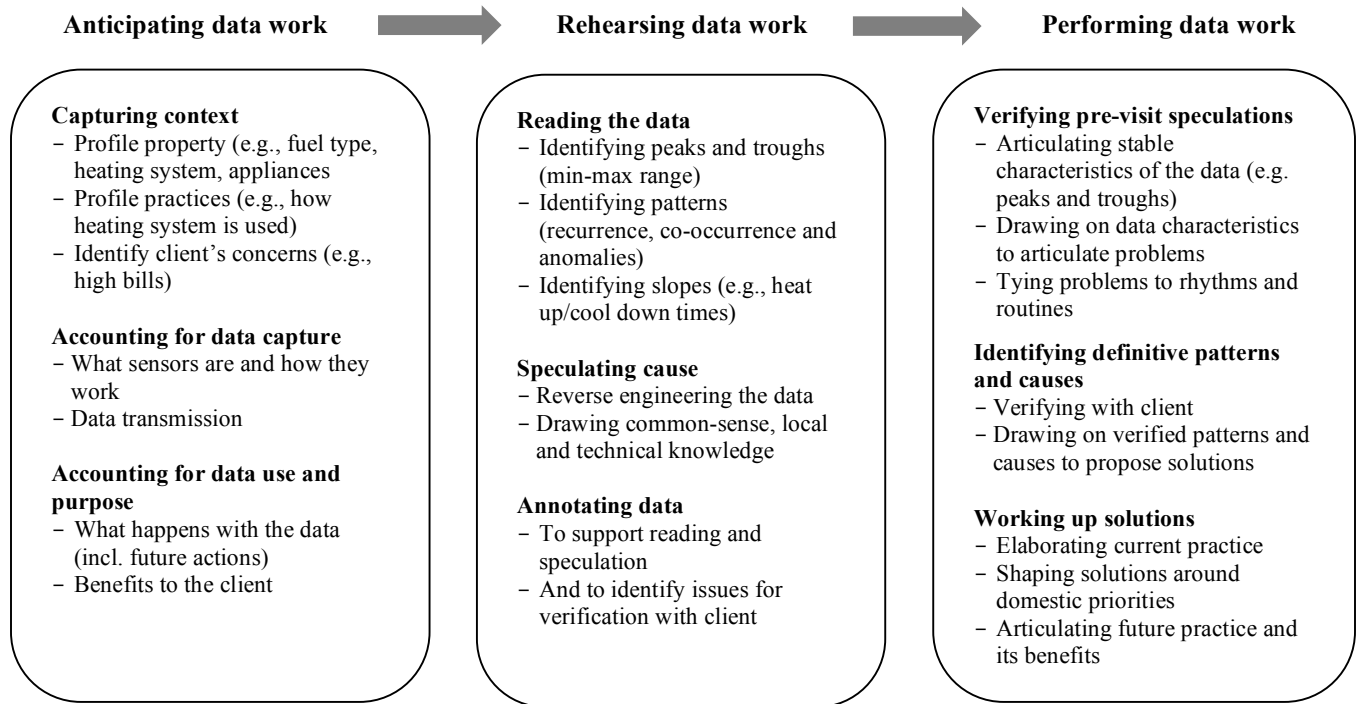 Anticipating data work
Rehearsing data work
Performing data work
Capturing context
– Profile property (e.g., fuel type,
heating system, appliances
– Profile practices (e.g., how
heating system is used)
– Identify client’s concerns (e.g.,
high bills)
Accounting for data capture
– What sensors are and how they
work
– Data transmission
Accounting for data use and
purpose
– What happens with the data
(incl. future actions)
– Benefits to the client
Reading the data
– Identifying peaks and troughs
(min-max range)
– Identifying patterns
(recurrence, co-occurrence and
anomalies)
– Identifying slopes (e.g., heat
up/cool down times)
Speculating cause
– Reverse engineering the data
– Drawing common-sense, local
and technical knowledge
Annotating data
– To support reading and
speculation
– And to identify issues for
verification with client
Verifying pre-visit speculations
– Articulating stable
characteristics of the data (e.g.
peaks and troughs)
– Drawing on data characteristics
to articulate problems
– Tying problems to rhythms and
routines
Identifying definitive patterns
and causes
– Verifying with client
– Drawing on verified patterns and
causes to propose solutions
Working up solutions
– Elaborating current practice
– Shaping solutions around
domestic priorities
– Articulating future practice and
its benefits